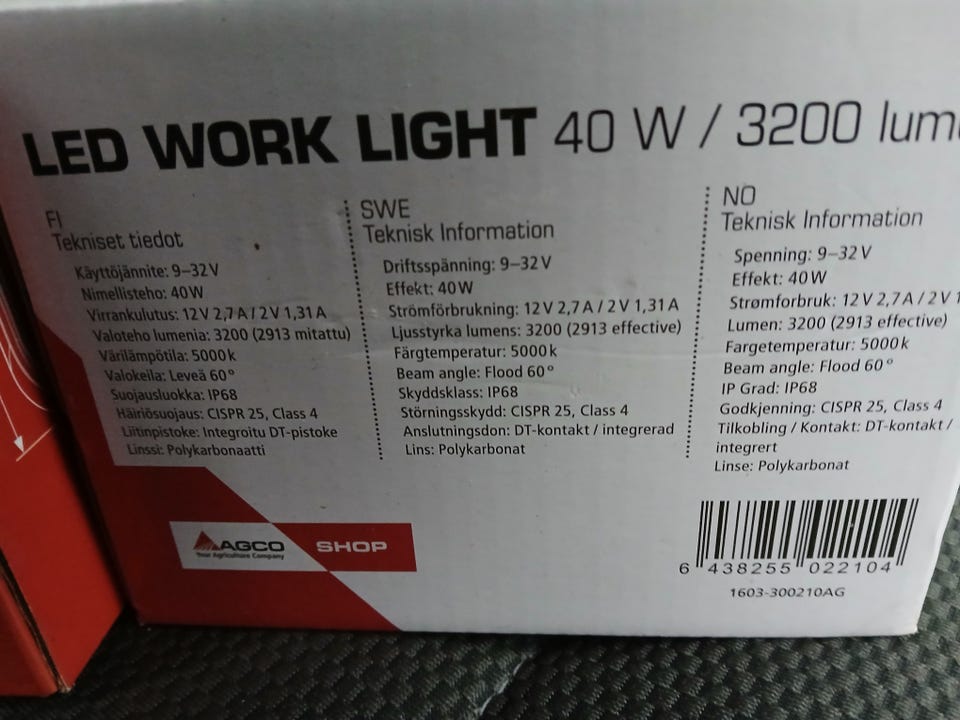 LED WORK LIGHT 40 W / 3200 lum
FI
Tekniset tiedot
Käyttöjännite: 9–32 V
Nimellisteho: 40 W
Virrankulutus: 12 V 2,7 A / 2 V 1,31 A
Valoteho lumenia: 3200 (2913 mitattu)
Värilämpötila: 5000 k
Valokeila: Leveä 60°
Suojausluokka: IP68
Häiriösuojaus: CISPR 25, Class 4
Liitinpistoke: Integroitu DT-pistoke
Linssi: Polykarbonaatti
SWE
Teknisk Information
Driftsspänning: 9–32 V
Effekt: 40 W
Strömförbrukning: 12 V 2,7 A / 2 V 1,31 A
Ljusstyrka lumens: 3200 (2913 effective)
Färgtemperatur: 5000 k
Beam angle: Flood 60°
Skyddsklass: IP68
Störningsskydd: CISPR 25, Class 4
Anslutningsdon: DT-kontakt / integrerad
Lins: Polykarbonat
NO
Teknisk Information
Spenning: 9–32 V
Effekt: 40 W
Strømforbruk: 12 V 2,7 A / 2 V 1
Lumen: 3200 (2913 effective)
Fargetemperatur: 5000 k
Beam angle: Flood 60°
IP Grad: IP68
Godkjenning: CISPR 25, Class 4
Tilkobling / Kontakt: DT-kontakt /
integrert
Linse: Polykarbonat
AGCO
Your Agriculture Company
SHOP
6 438255 022104
1603-300210AG